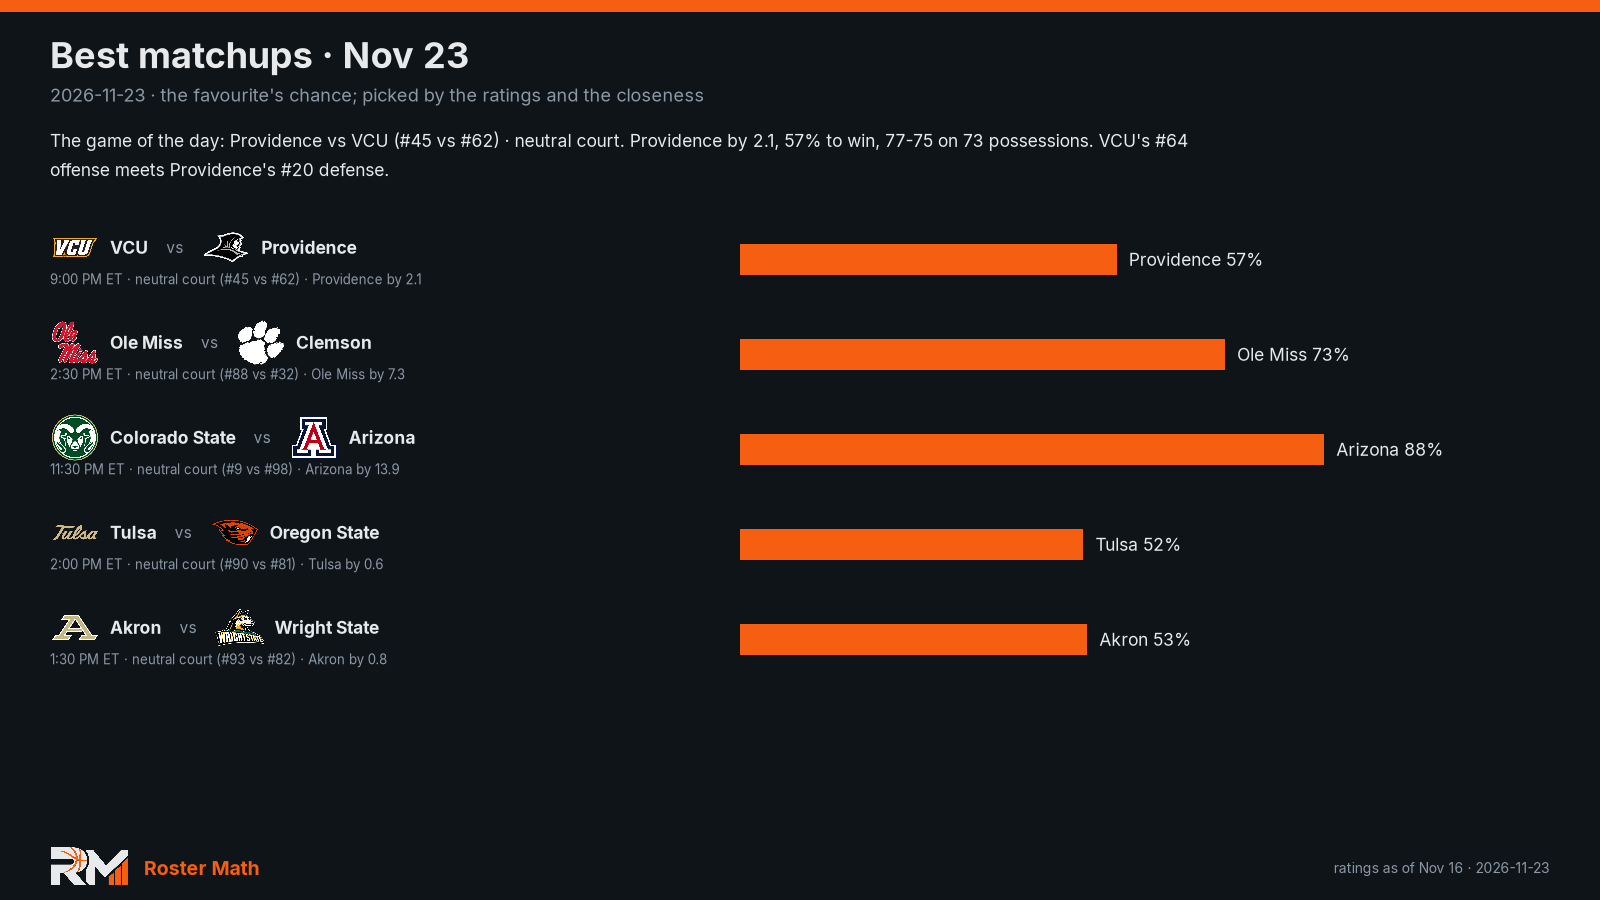 Best matchups · Nov 23
2026-11-23 · the favourite's chance; picked by the ratings and the closeness
The game of the day: Providence vs VCU (#45 vs #62) · neutral court. Providence by 2.1, 57% to win, 77-75 on 73 possessions. VCU's #64
offense meets Providence's #20 defense.
VCU VCU vs Providence
9:00 PM ET · neutral court (#45 vs #62) · Providence by 2.1
Providence 57%
Ole Miss Ole Miss vs Clemson
2:30 PM ET · neutral court (#88 vs #32) · Ole Miss by 7.3
Ole Miss 73%
Colorado State vs A Arizona
11:30 PM ET · neutral court (#9 vs #98) · Arizona by 13.9
Arizona 88%
Tulsa Tulsa vs Oregon State
2:00 PM ET · neutral court (#90 vs #81) · Tulsa by 0.6
Tulsa 52%
A Akron vs WRIGHT STATE Wright State
1:30 PM ET · neutral court (#93 vs #82) · Akron by 0.8
Akron 53%
RM Roster Math
ratings as of Nov 16 · 2026-11-23